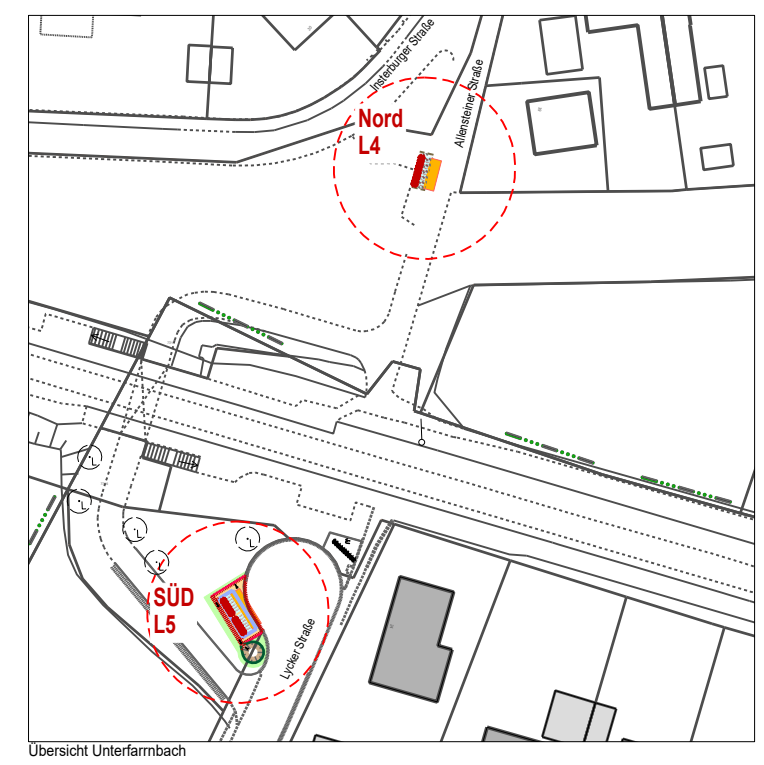 Insterburger Straße
Allensteiner Straße
Nord
L4
SÜD
L5
Lycker Straße
Übersicht Unterfarrnbach